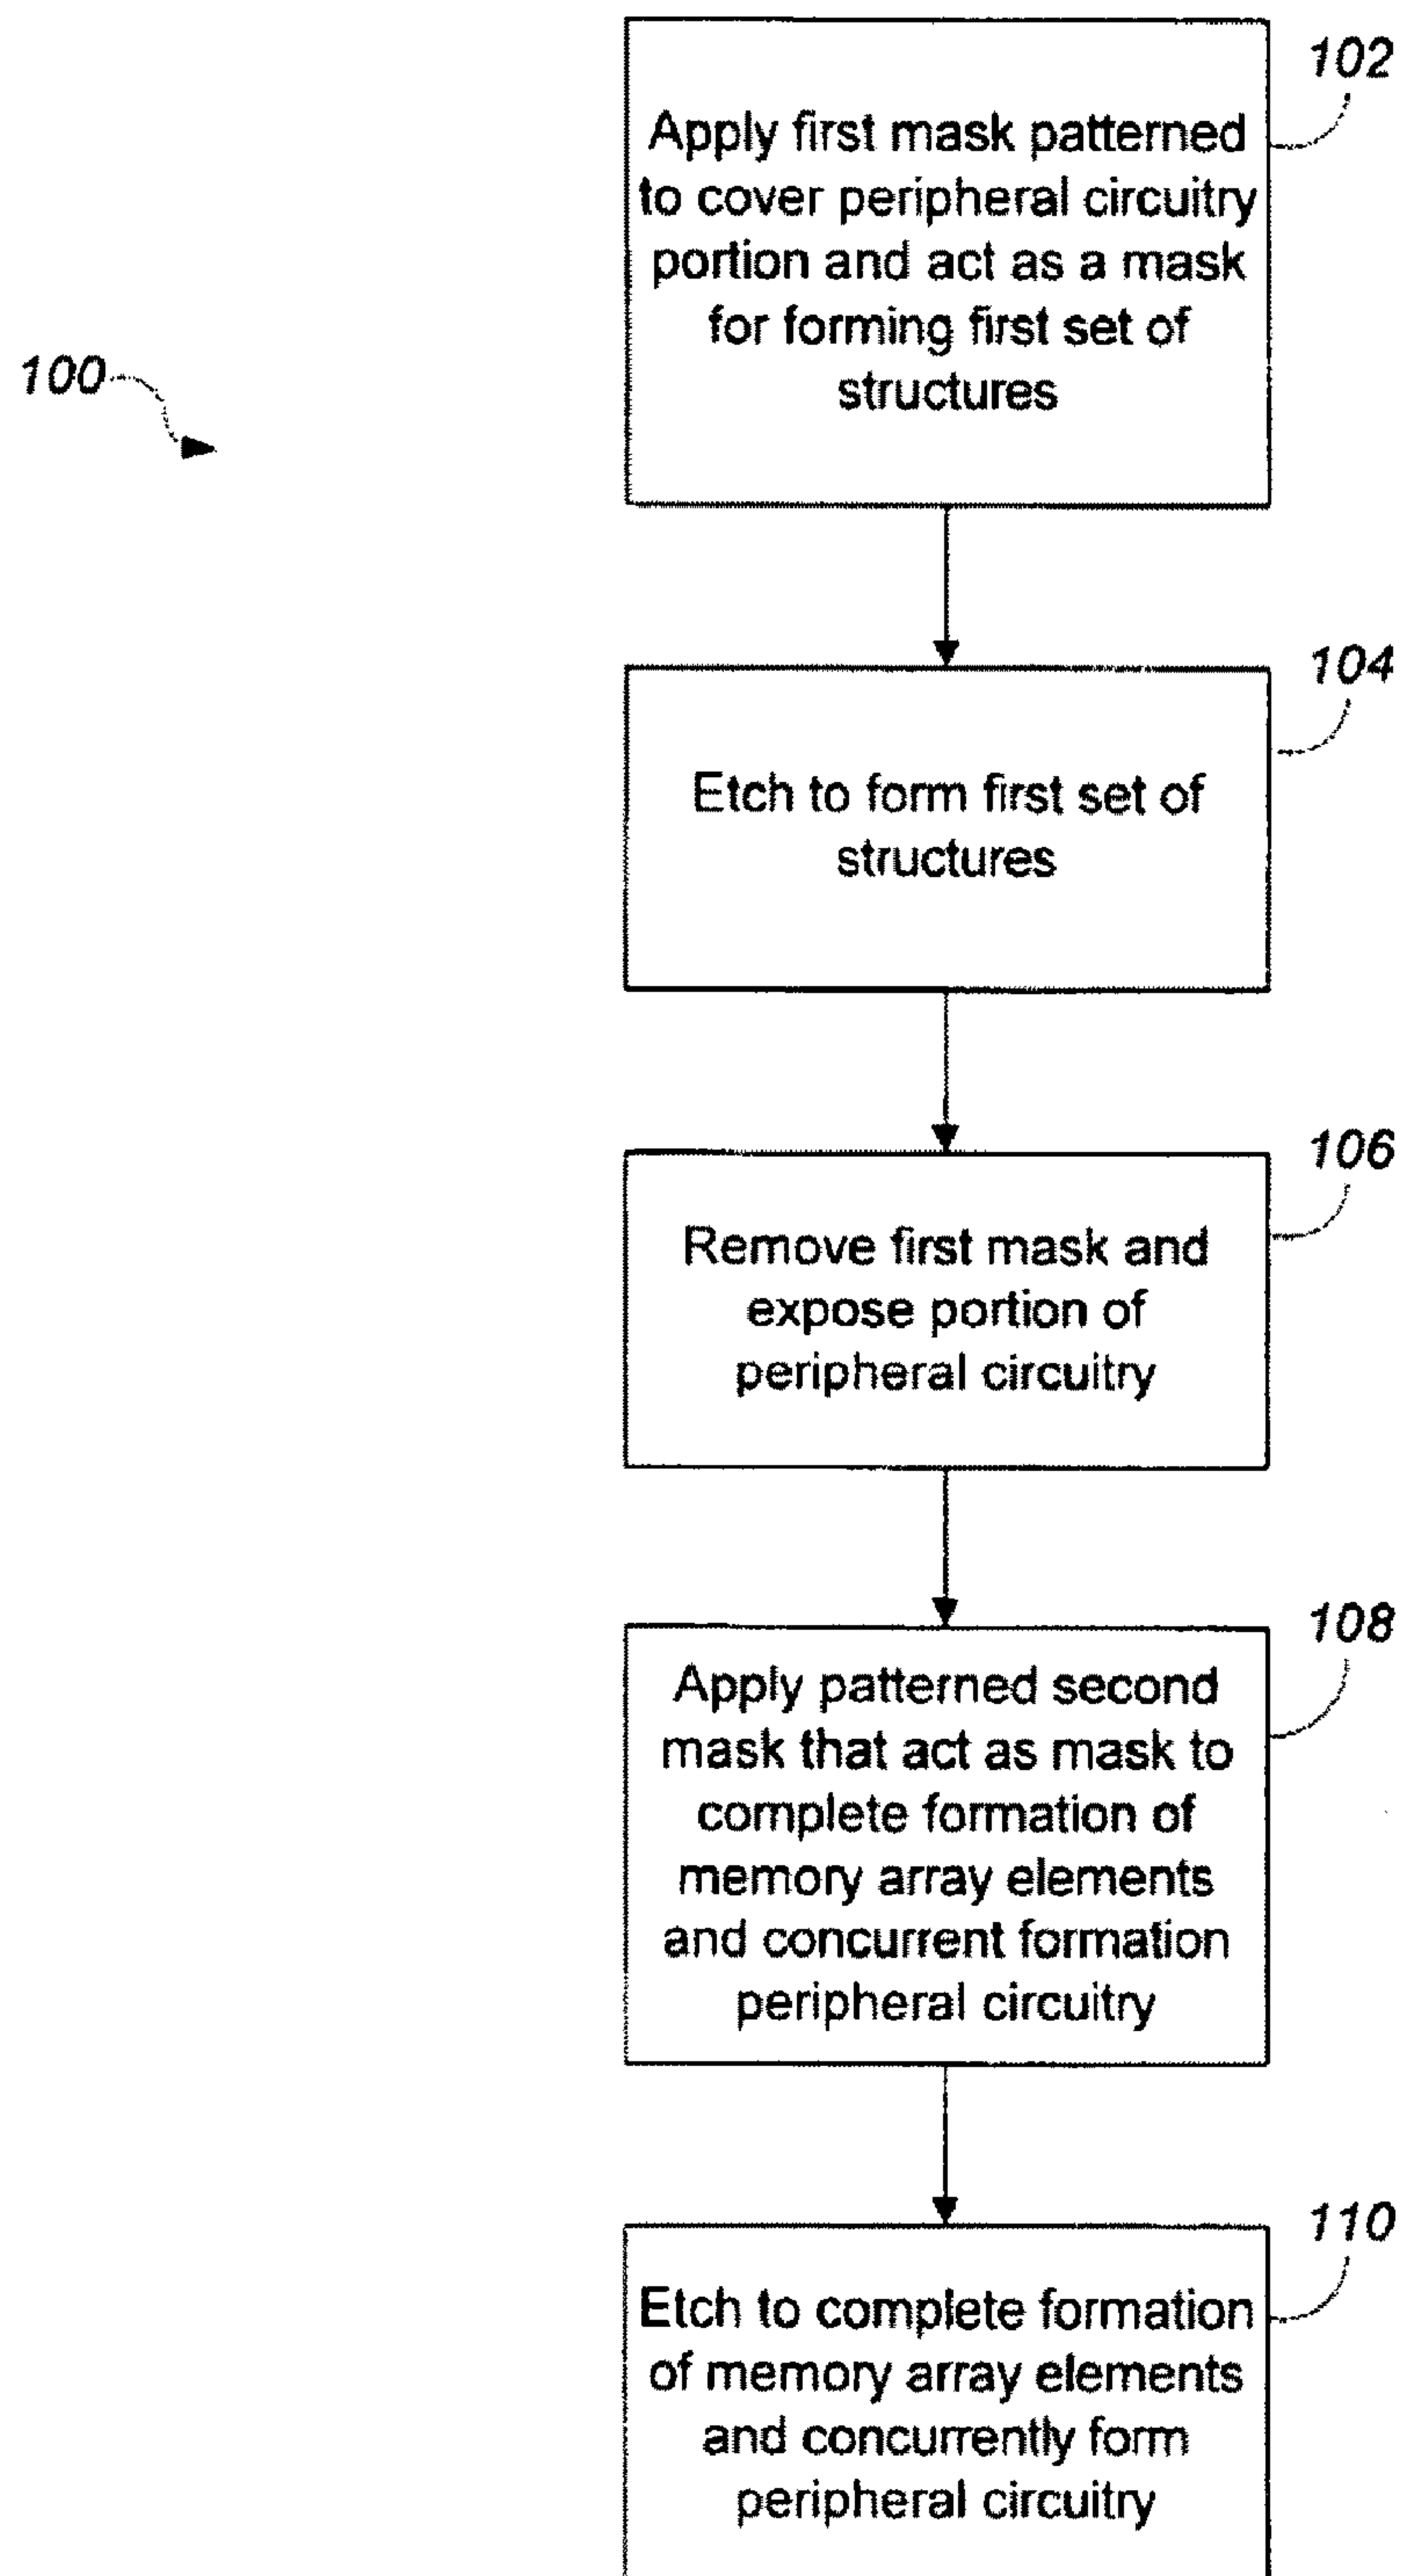 102
Apply first mask patterned
to cover peripheral circuitry
portion and act as a mask
for forming first set of
structures
100
104
Etch to form first set of
structures
106
Remove first mask and
expose portion of
peripheral circuitry
108
Apply patterned second
mask that act as mask to
complete formation of
memory array elements
and concurrent formation
peripheral circuitry
110
Etch to complete formation
of memory array elements
and concurrently form
peripheral circuitry